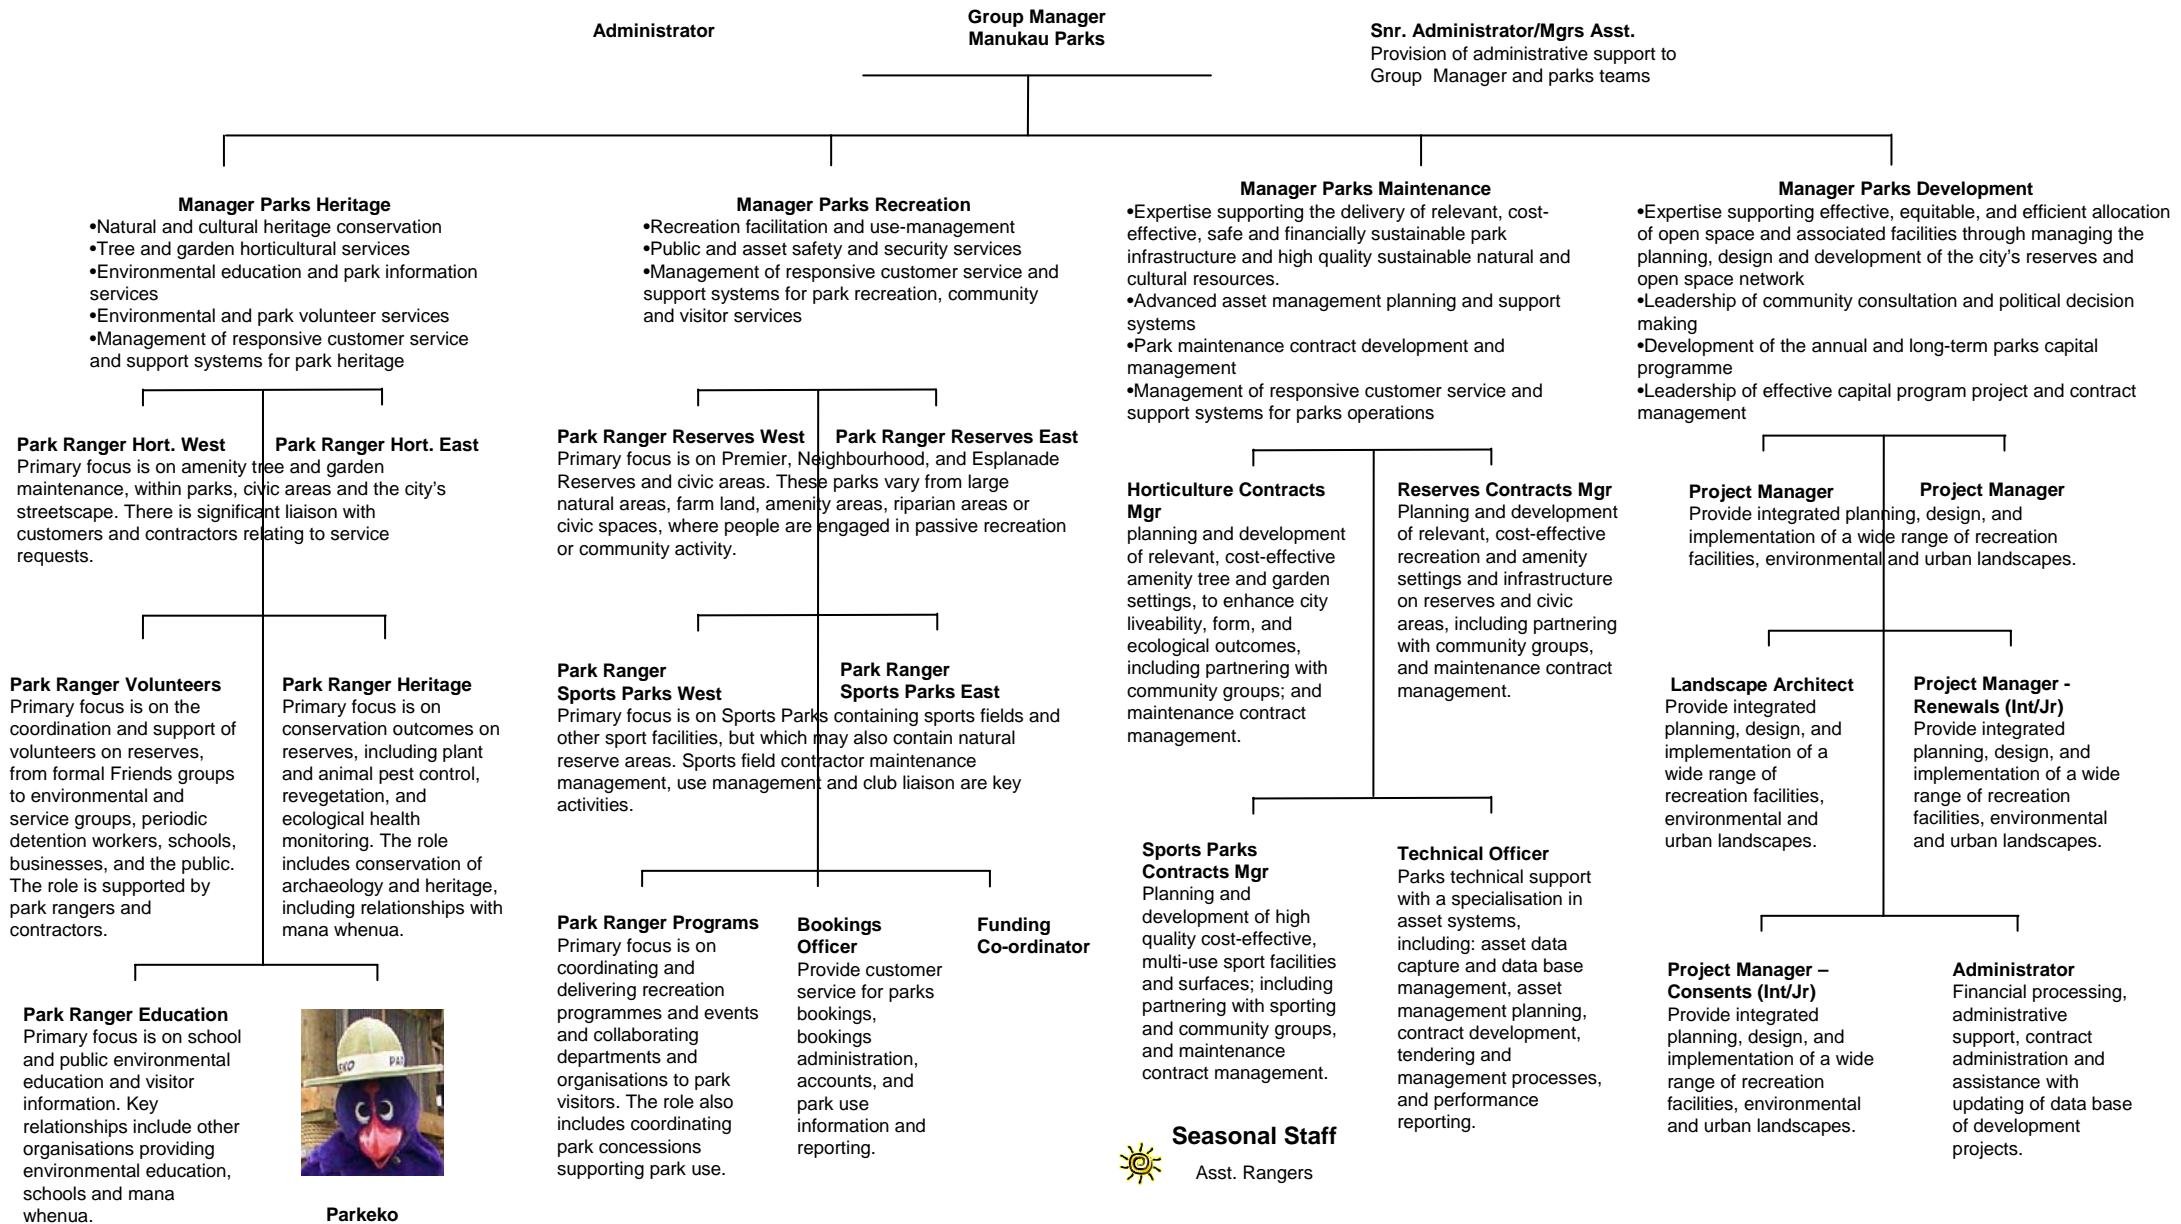 Administrator
Group Manager
Manukau Parks
Snr. Administrator/Mgrs Asst.
Provision of administrative support to
Group Manager and parks teams
Manager Parks Heritage
•Natural and cultural heritage conservation
•Tree and garden horticultural services
•Environmental education and park information
services
•Environmental and park volunteer services
•Management of responsive customer service
and support systems for park heritage
Manager Parks Recreation
•Recreation facilitation and use-management
•Public and asset safety and security services
•Management of responsive customer service and
support systems for park recreation, community
and visitor services
Manager Parks Maintenance
•Expertise supporting the delivery of relevant, cost-
effective, safe and financially sustainable park
infrastructure and high quality sustainable natural and
cultural resources.
•Advanced asset management planning and support
systems
•Park maintenance contract development and
management
•Management of responsive customer service and
support systems for parks operations
Manager Parks Development
•Expertise supporting effective, equitable, and efficient allocation
of open space and associated facilities through managing the
planning, design and development of the city's reserves and
open space network
•Leadership of community consultation and political decision
making
•Development of the annual and long-term parks capital
programme
•Leadership of effective capital program project and contract
management
Park Ranger Hort. West
Park Ranger Hort. East
Primary focus is on amenity tree and garden
maintenance, within parks, civic areas and the city's
streetscape. There is significant liaison with
customers and contractors relating to service
requests.
Park Ranger Volunteers
Primary focus is on the
coordination and support of
volunteers on reserves,
from formal Friends groups
to environmental and
service groups, periodic
detention workers, schools,
businesses, and the public.
The role is supported by
park rangers and
contractors.
Park Ranger Heritage
Primary focus is on
conservation outcomes on
reserves, including plant
and animal pest control,
revegetation, and
ecological health
monitoring. The role
includes conservation of
archaeology and heritage,
including relationships with
mana whenua.
Park Ranger Education
Primary focus is on school
and public environmental
education and visitor
information. Key
relationships include other
organisations providing
environmental education,
schools and mana
whenua.
Parkeko
Park Ranger Reserves West
Park Ranger Reserves East
Primary focus is on Premier, Neighbourhood, and Esplanade
Reserves and civic areas. These parks vary from large
natural areas, farm land, amenity areas, riparian areas or
civic spaces, where people are engaged in passive recreation
or community activity.
Park Ranger
Sports Parks West
Park Ranger
Sports Parks East
Primary focus is on Sports Parks containing sports fields and
other sport facilities, but which may also contain natural
reserve areas. Sports field contractor maintenance
management, use management and club liaison are key
activities.
Park Ranger Programs
Primary focus is on
coordinating and
delivering recreation
programmes and events
and collaborating
departments and
organisations to park
visitors. The role also
includes coordinating
park concessions
supporting park use.
Bookings
Officer
Provide customer
service for parks
bookings,
bookings
administration,
accounts, and
park use
information and
reporting.
Funding
Co-ordinator
Horticulture Contracts
Mgr
planning and development
of relevant, cost-effective
amenity tree and garden
settings, to enhance city
liveability, form, and
ecological outcomes,
including partnering with
community groups; and
maintenance contract
management.
Reserves Contracts Mgr
Planning and development
of relevant, cost-effective
recreation and amenity
settings and infrastructure
on reserves and civic
areas, including partnering
with community groups,
and maintenance contract
management.
Sports Parks
Contracts Mgr
Planning and
development of high
quality cost-effective,
multi-use sport facilities
and surfaces; including
partnering with sporting
and community groups,
and maintenance
contract management.
Technical Officer
Parks technical support
with a specialisation in
asset systems,
including: asset data
capture and data base
management, asset
management planning,
contract development,
tendering and
management processes,
and performance
reporting.
Seasonal Staff
Asst. Rangers
Project Manager
Project Manager
Provide integrated planning, design, and
implementation of a wide range of recreation
facilities, environmental and urban landscapes.
Landscape Architect
Provide integrated
planning, design, and
implementation of a
wide range of
recreation facilities,
environmental and
urban landscapes.
Project Manager -
Renewals (Int/Jr)
Provide integrated
planning, design, and
implementation of a wide
range of recreation
facilities, environmental
and urban landscapes.
Project Manager –
Consents (Int/Jr)
Provide integrated
planning, design, and
implementation of a wide
range of recreation
facilities, environmental
and urban landscapes.
Administrator
Financial processing,
administrative
support, contract
administration and
assistance with
updating of data base
of development
projects.